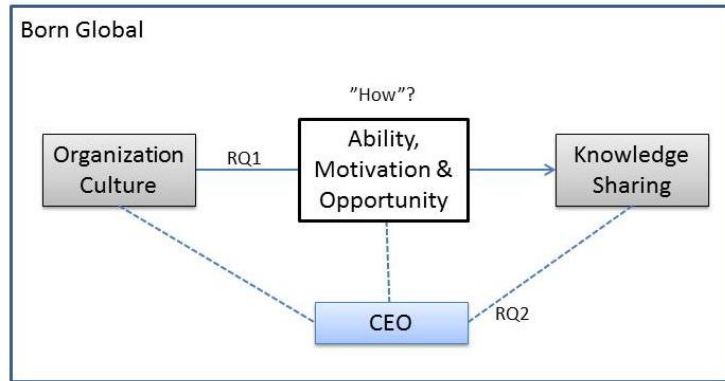 Born Global
”How”?
Organization
Culture
RQ1
Ability,
Motivation &
Opportunity
Knowledge
Sharing
CEO
RQ2